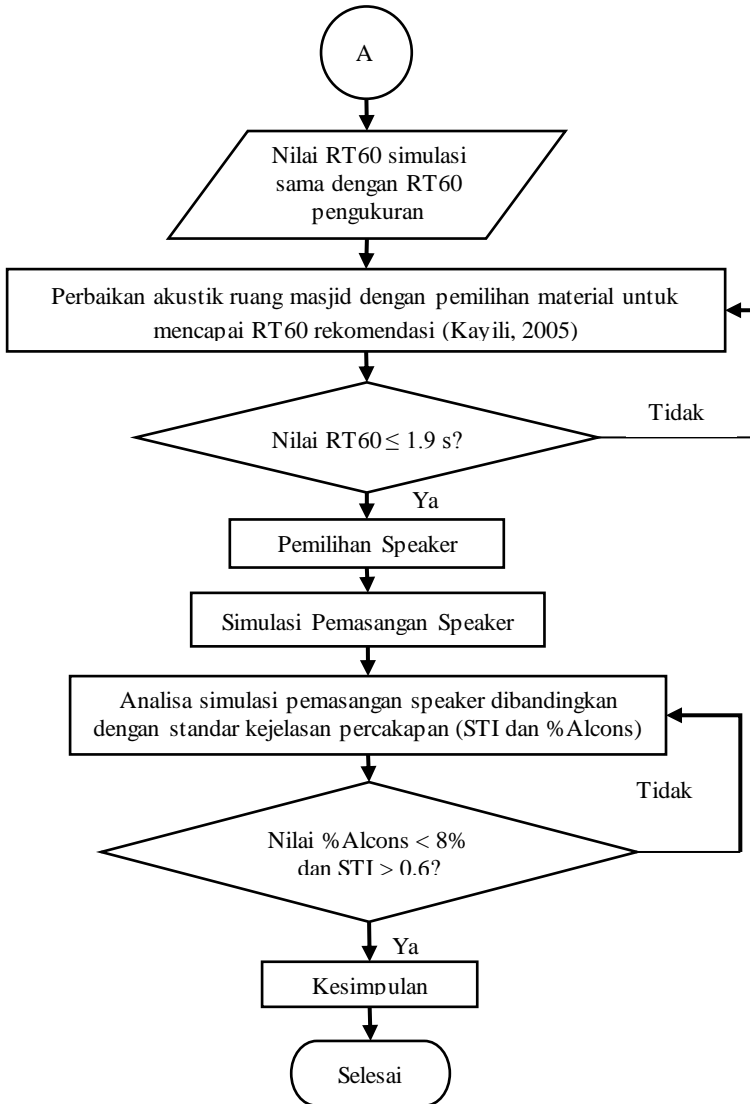 A
Nilai RT60 simulasi
sama dengan RT60
pengukuran
Perbaikan akustik ruang masjid dengan pemilihan material untuk
mencapai RT60 rekomendasi (Kayili, 2005)
Tidak
Nilai RT60 ≤ 1.9 s?
Ya
Pemilihan Speaker
Simulasi Pemasangan Speaker
Analisa simulasi pemasangan speaker dibandingkan
dengan standar kejelasan percakapan (STI dan %Alcons)
Tidak
Nilai %Alcons < 8%
dan STI > 0.6?
Ya
Kesimpulan
Selesai